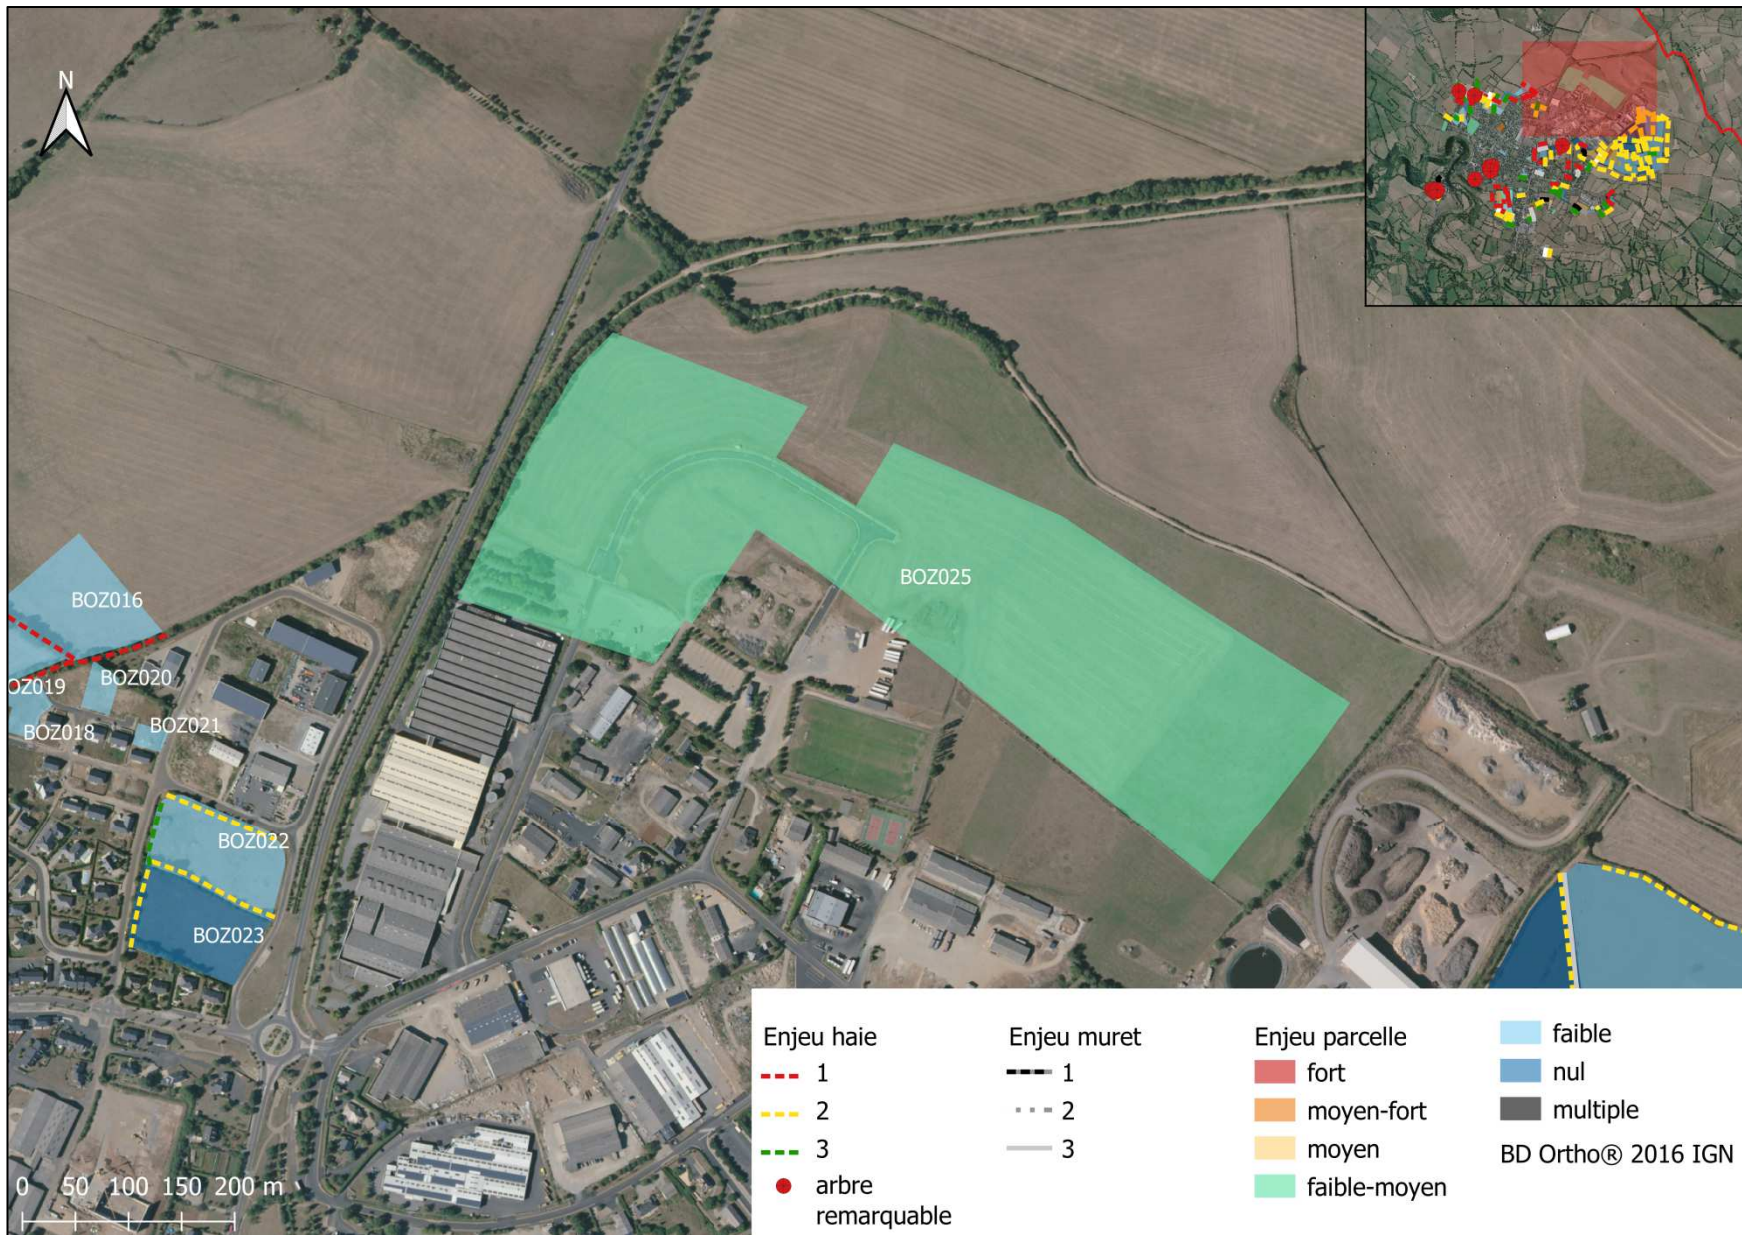 N
BOZ025
BOZ016
BOZ020
OZ019
BOZ018
BOZ021
BOZ022
BOZ023
0 50 100 150 200 m
Enjeu haie
1
2
3
arbre
remarquable
Enjeu muret
1
2
3
Enjeu parcelle
fort
moyen-fort
moyen
faible-moyen
faible
nul
multiple
BD Ortho® 2016 IGN